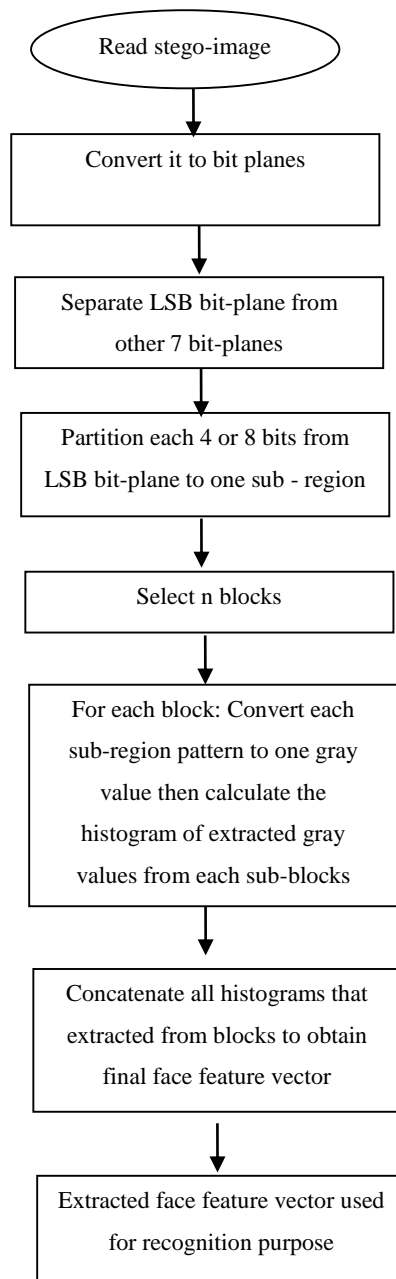 Read stego-image
Convert it to bit planes
Separate LSB bit-plane from
other 7 bit-planes
Partition each 4 or 8 bits from
LSB bit-plane to one sub - region
Select n blocks
For each block: Convert each
sub-region pattern to one gray
value then calculate the
histogram of extracted gray
values from each sub-blocks
Concatenate all histograms that
extracted from blocks to obtain
final face feature vector
Extracted face feature vector used
for recognition purpose